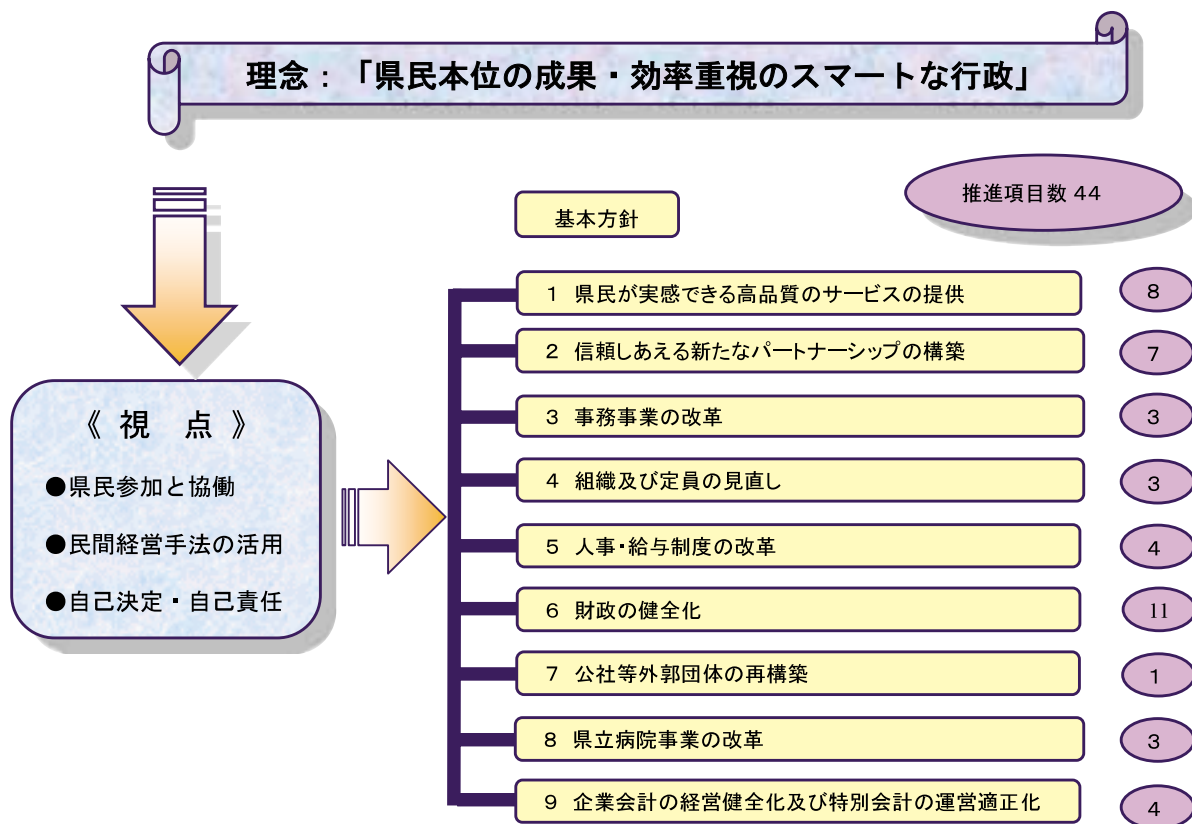 理念：「県民本位の成果・効率重視のスマートな行政」
推進項目数 44
基本方針
1 県民が実感できる高品質のサービスの提供
8
2 信頼しあえる新たなパートナーシップの構築
7
《 視　点 》
●県民参加と協働
●民間経営手法の活用
●自己決定・自己責任
3 事務事業の改革
3
4 組織及び定員の見直し
3
5 人事・給与制度の改革
4
6 財政の健全化
11
7 公社等外郭団体の再構築
1
8 県立病院事業の改革
3
9 企業会計の経営健全化及び特別会計の運営適正化
4